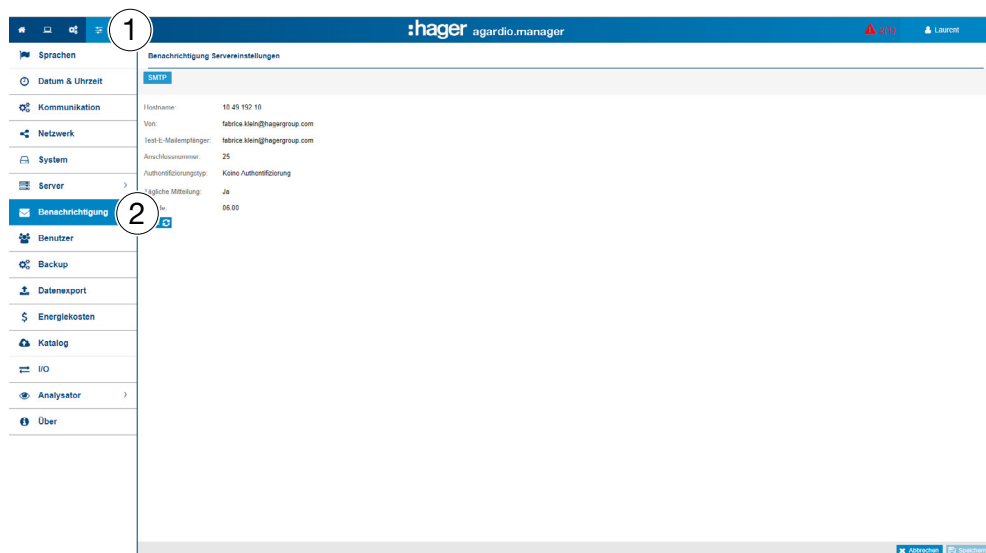 1
:hager agardio.manager
Laurent
Sprachen
Datum & Uhrzeit
Kommunikation
Netzwerk
System
Server
Benachrichtigung
2
Benutzer
Backup
Datenexport
Energiekosten
Katalog
I/O
Analysator
Über
Benachrichtigung Servereinstellungen
SMTP
Hostname: 10 49 192 10
Von: fabrice.klein@hagergroup.com
Test-E-Mailempfänger: fabrice.klein@hagergroup.com
Anschlussnummer: 25
Authentifizierungstyp: Keine Authentifizierung
Tägliche Mitteilung: Ja
06:00
Abbrechen Speichern